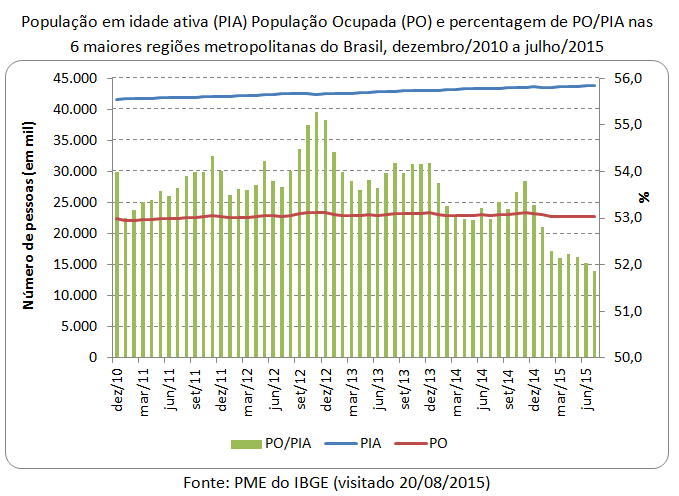 População em idade ativa (PIA) População Ocupada (PO) e percentagem de PO/PIA nas
6 maiores regiões metropolitanas do Brasil, dezembro/2010 a julho/2015
Número de pessoas (em mil)
45.000
40.000
35.000
30.000
25.000
20.000
15.000
10.000
5.000
0
56,0
55,0
54,0
53,0
52,0
51,0
50,0
%
dez/10
mar/11
jun/11
set/11
dez/11
mar/12
jun/12
set/12
dez/12
mar/13
jun/13
set/13
dez/13
mar/14
jun/14
set/14
dez/14
mar/15
jun/15
PO/PIA PIA PO
Fonte: PME do IBGE (visitado 20/08/2015)